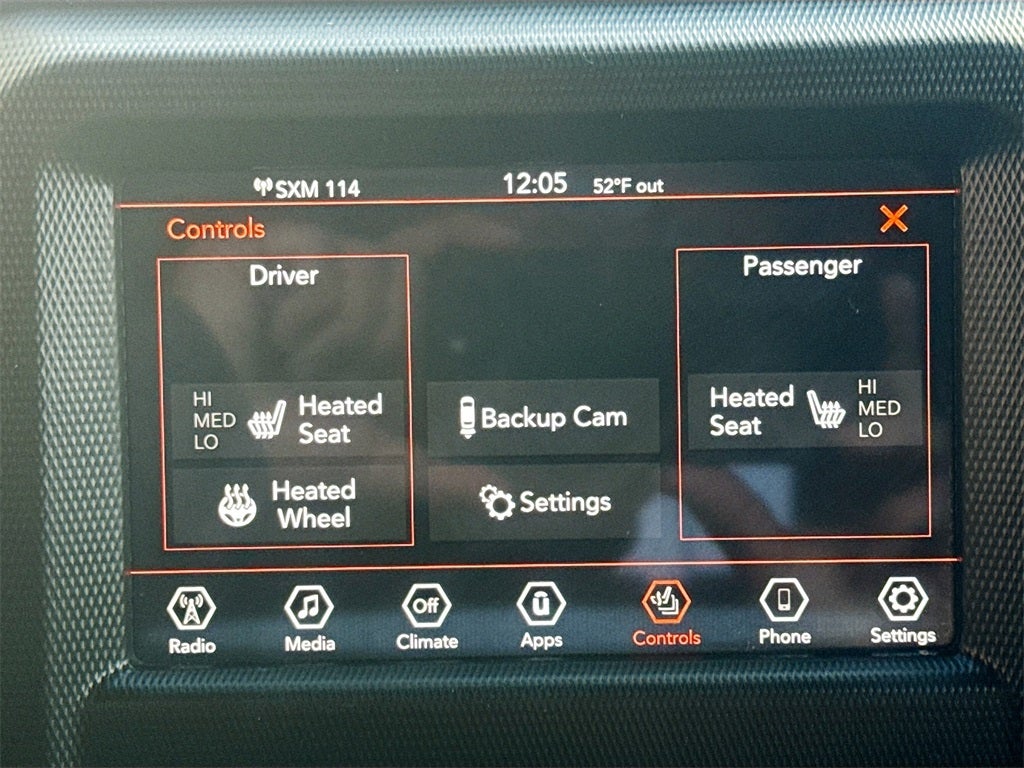 SXM 114
12:05
52°F out
Controls
Driver
Passenger
HI
MED
LO
Heated
Seat
Backup Cam
Heated
Seat
HI
MED
LO
Heated
Wheel
Settings
Off
Radio
Media
Climate
Apps
Controls
Phone
Settings